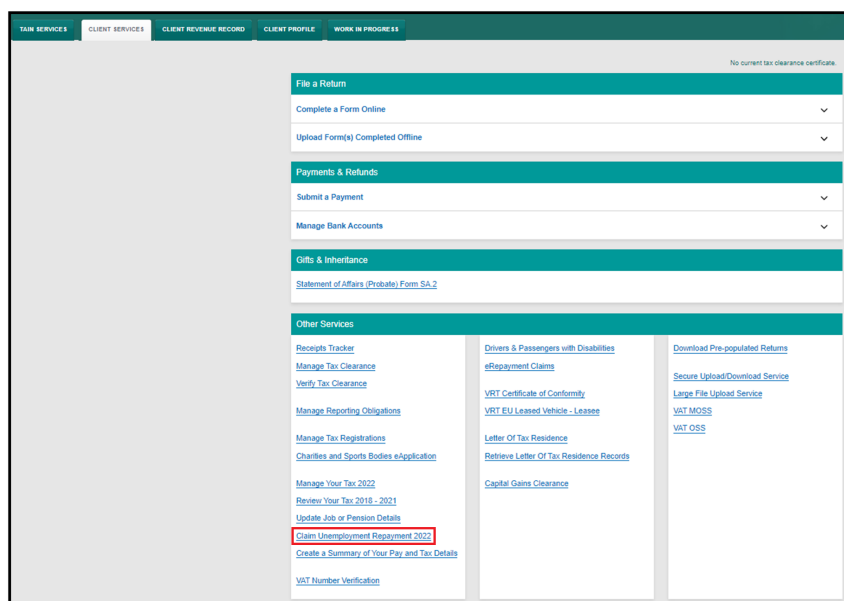 TAIN SERVICES CLIENT SERVICES CLIENT REVENUE RECORD CLIENT PROFILE WORK IN PROGRESS
No current tax clearance certificate.
File a Return
Complete a Form Online
Upload Form(s) Completed Offline
Payments & Refunds
Submit a Payment
Manage Bank Accounts
Gifts & Inheritance
Statement of Affairs (Probate) Form SA.2
Other Services
Receipts Tracker
Manage Tax Clearance
Verify Tax Clearance
Manage Reporting Obligations
Manage Tax Registrations
Charities and Sports Bodies eApplication
Manage Your Tax 2022
Review Your Tax 2018 - 2021
Update Job or Pension Details
Claim Unemployment Repayment 2022
Create a Summary of Your Pay and Tax Details
VAT Number Verification
Drivers & Passengers with Disabilities
eRepayment Claims
VRT Certificate of Conformity
VRT EU Leased Vehicle - Leasee
Letter Of Tax Residence
Retrieve Letter Of Tax Residence Records
Capital Gains Clearance
Download Pre-populated Returns
Secure Upload/Download Service
Large File Upload Service
VAT MOSS
VAT OSS